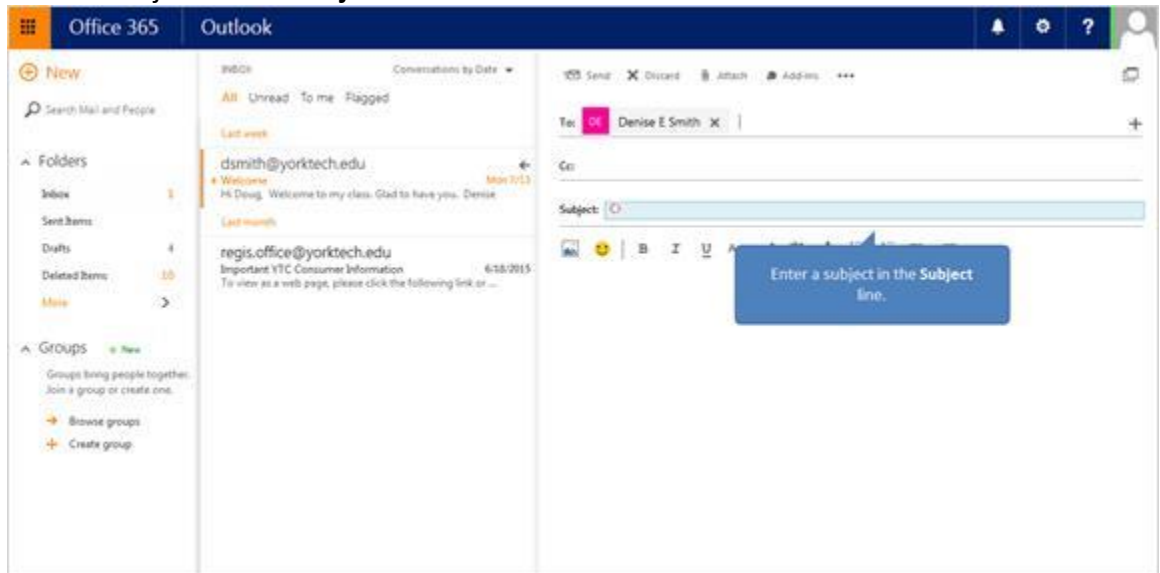 Office 365
Outlook
?
New
Search Mail and People
Folders
Inbox 1
Sent Items
Drafts 4
Deleted Items 10
More
Groups + New
Groups bring people together.
Join a group or create one.
Browse groups
Create group
INBOX Conversations by Date
All Unread To me Flagged
Last week
dsmith@yorktech.edu
Welcome Mon 7/13
Hi Doug, Welcome to my class. Glad to have you. Denise
Last month
regis.office@yorktech.edu
Important YTC Consumer Information 6/18/2015
To view as a web page, please click the following link or ...
Send Discard Attach Add-ins ...
To: DE Denise E Smith x
Cc:
Subject:
B I U
Enter a subject in the Subject
line.